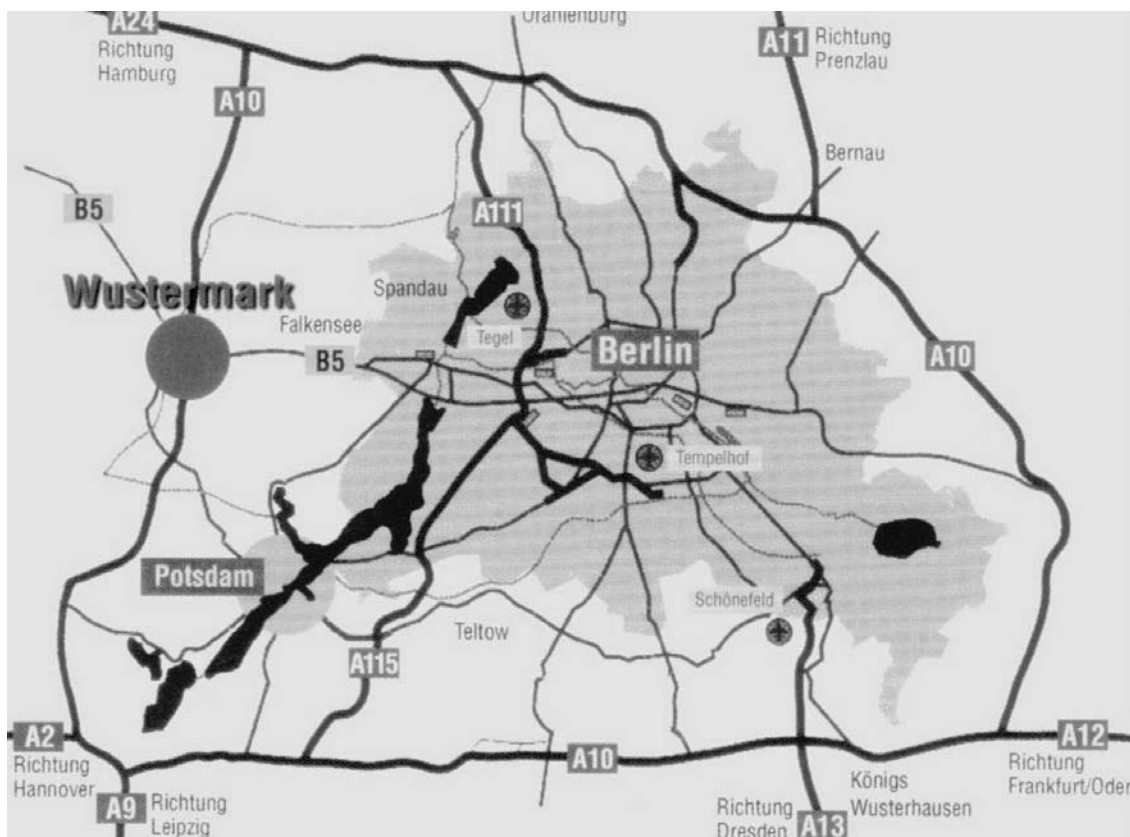 A24
Richtung
Hamburg
Oranienburg
A11
Richtung
Prenzlau
A10
Bernau
B5
A111
Wustermark
Spandau
Falkensee
Tegel
B5
Berlin
A10
Tempelhof
Potsdam
Schönefeld
Teltow
A115
A2
Richtung
Hannover
A10
A12
Richtung
Frankfurt/Oder
Königs
Wusterhausen
A9
Richtung
Leipzig
Richtung
Dresden
A13